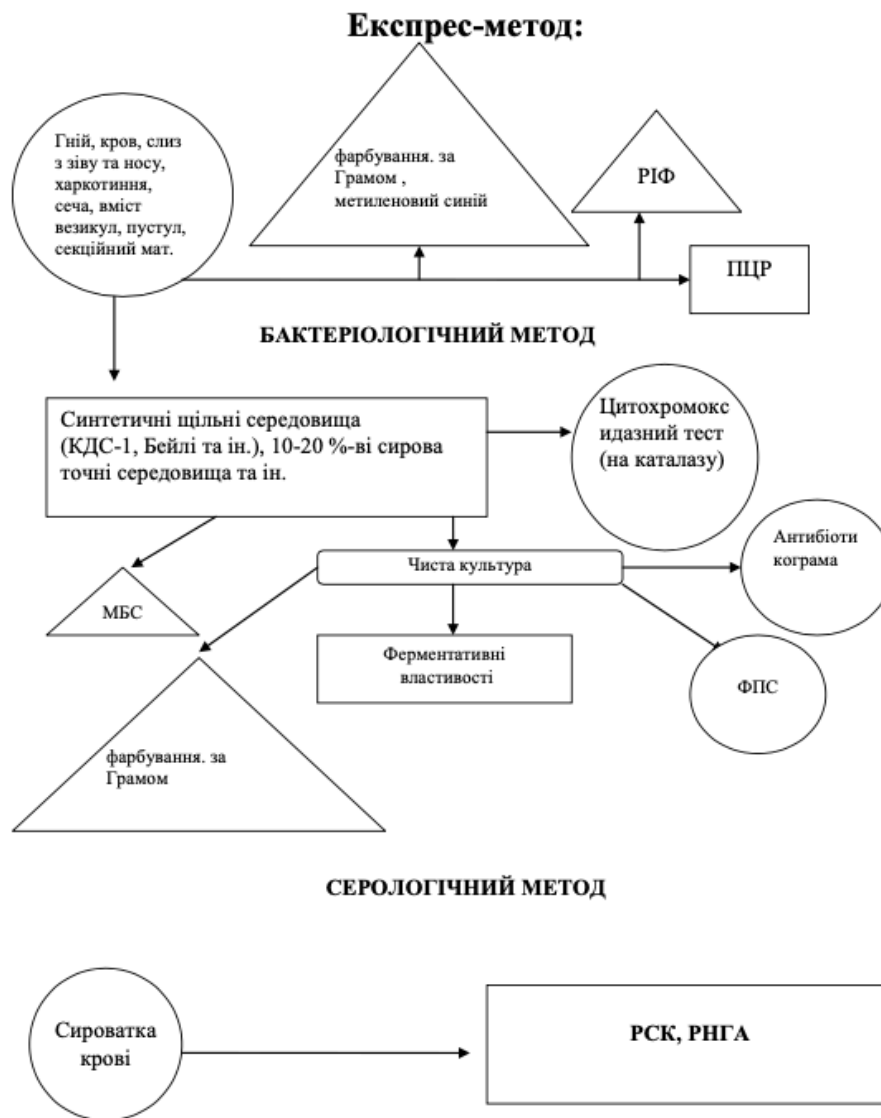 Експрес-метод:
Гній, кров, слиз
з зіву та носу,
харкотиння,
сеча, вміст
везикул, пустул,
секційний мат.
фарбування. за
Грамом ,
метиленовий синій
РІФ
ПЦР
БАКТЕРІОЛОГІЧНИЙ МЕТОД
Синтетичні щільні середовища
(КДС-1, Бейлі та ін.), 10-20 %-ві сирова
точні середовища та ін.
Цитохромокс
идазний тест
(на каталазу)
Антибіоти
кограма
Чиста культура
МБС
Ферментативні
властивості
ФПС
фарбування. за
Грамом
СЕРОЛОГІЧНИЙ МЕТОД
Сироватка
крові
РСК, РНГА